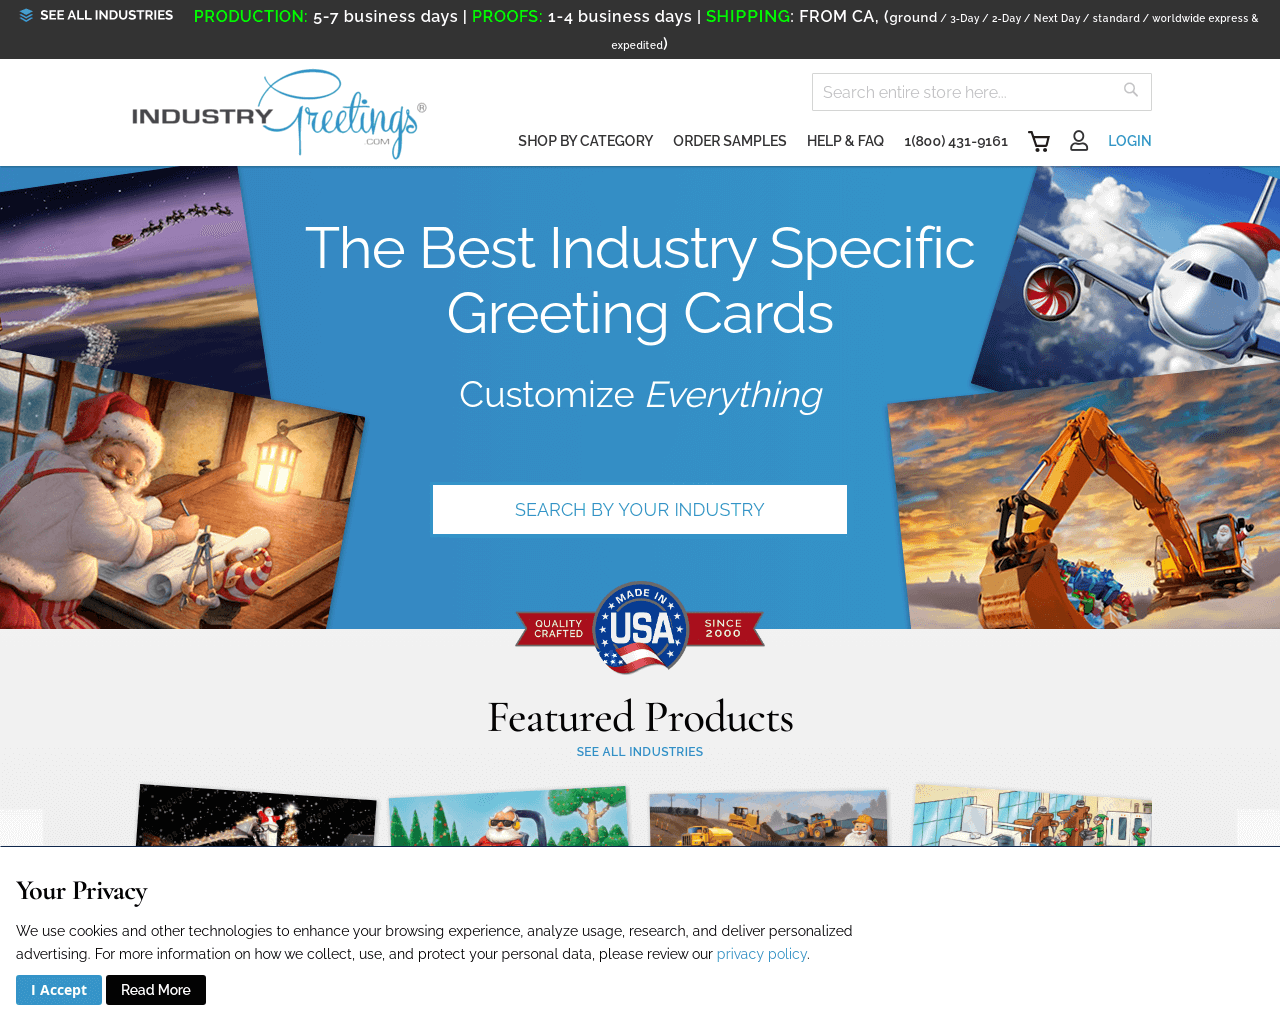 SEE ALL INDUSTRIES
PRODUCTION: 5-7 business days | PROOFS: 1-4 business days | SHIPPING: FROM CA, (ground / 3-Day / 2-Day / Next Day / standard / worldwide express &
expedited)
INDUSTRY Greetings®
.COM
Search entire store here...
SHOP BY CATEGORY ORDER SAMPLES HELP & FAQ 1(800) 431-9161 LOGIN
The Best Industry Specific
Greeting Cards
Customize Everything
SEARCH BY YOUR INDUSTRY
MADE IN
USA
QUALITY
CRAFTED
SINCE
2000
Featured Products
SEE ALL INDUSTRIES
Your Privacy
We use cookies and other technologies to enhance your browsing experience, analyze usage, research, and deliver personalized
advertising. For more information on how we collect, use, and protect your personal data, please review our privacy policy.
I Accept
Read More